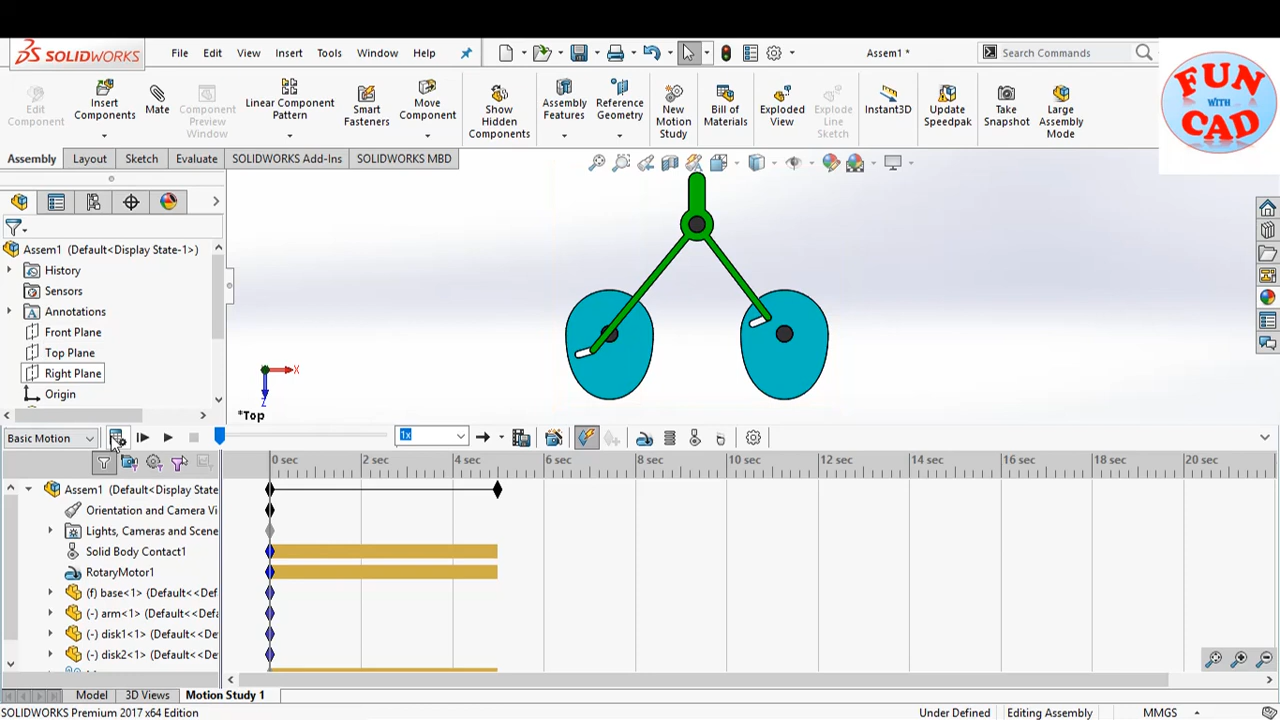 SOLIDWORKS
File Edit View Insert Tools Window Help
Assem1 *
Search Commands
FUN
WITH
CAD
Edit
Component
Insert
Components
Mate
Component
Preview
Window
Linear Component
Pattern
Smart
Fasteners
Move
Component
Show
Hidden
Components
Assembly
Features
Reference
Geometry
New
Motion
Study
Bill of
Materials
Exploded
View
Explode
Line
Sketch
Instant3D
Update
Speedpak
Take
Snapshot
Large
Assembly
Mode
Assembly Layout Sketch Evaluate SOLIDWORKS Add-Ins SOLIDWORKS MBD
Assem1 (Default<Display State-1>)
History
Sensors
Annotations
Front Plane
Top Plane
Right Plane
Origin
X
Z
*Top
Basic Motion
1x
0 sec 2 sec 4 sec 6 sec 8 sec 10 sec 12 sec 14 sec 16 sec 18 sec 20 sec
Assem1 (Default<Display State
Orientation and Camera Vi
Lights, Cameras and Scene
Solid Body Contact1
RotaryMotor1
(f) base<1> (Default<<Def
(-) arm<1> (Default<<Def
(-) disk1<1> (Default<<De
(-) disk2<1> (Default<<De
Model 3D Views Motion Study 1
SOLIDWORKS Premium 2017 x64 Edition
Under Defined Editing Assembly MMGS